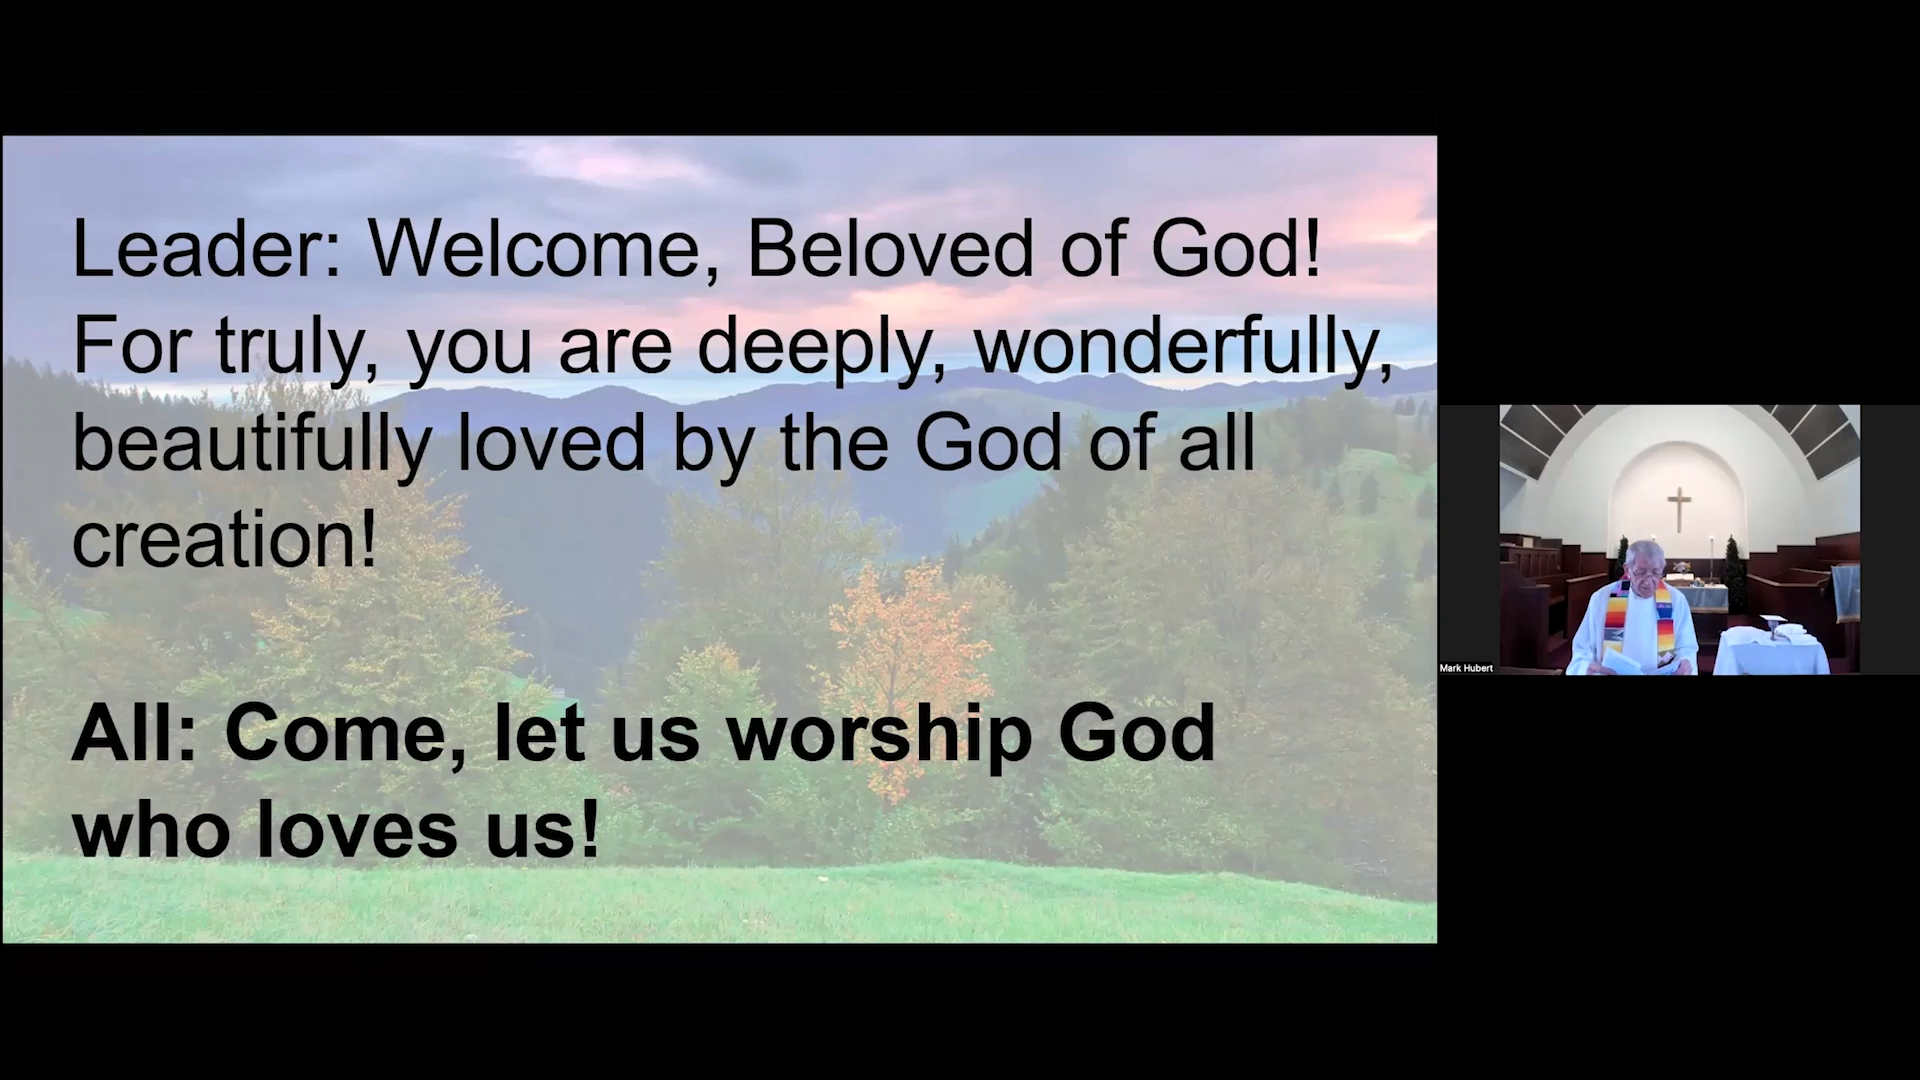 Leader: Welcome, Beloved of God!
For truly, you are deeply, wonderfully,
beautifully loved by the God of all
creation!
All: Come, let us worship God
who loves us!
Mark Hubert